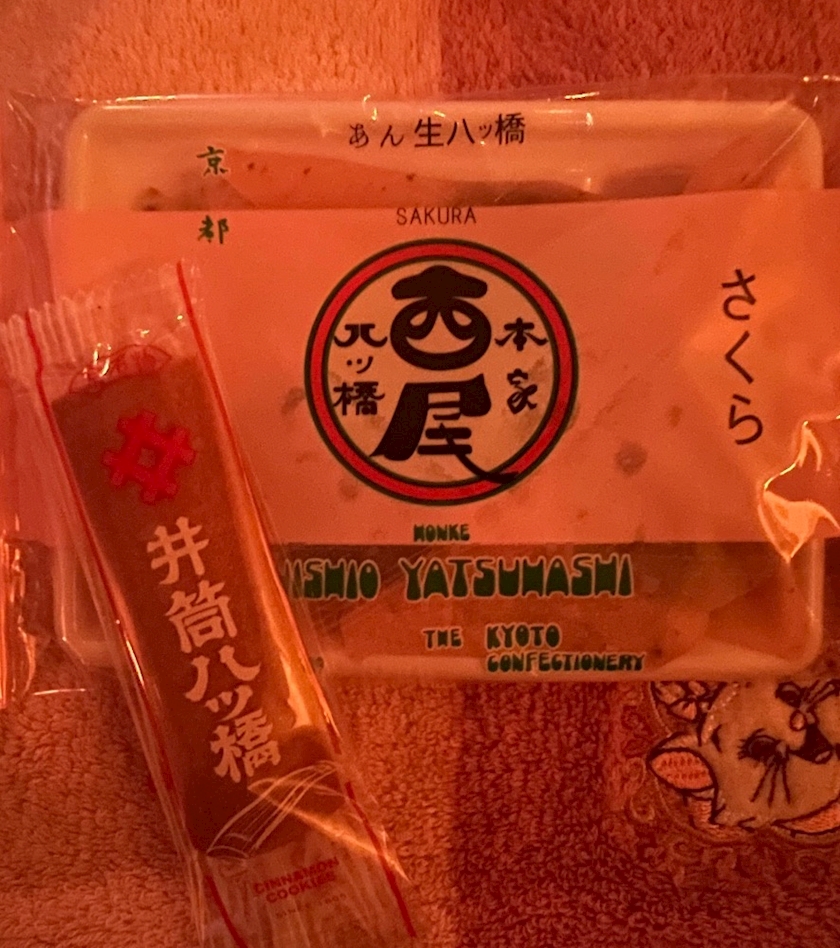 あん 生八ッ橋
京都
SAKURA
さくら
本家
西尾
八ッ橋
HONKE
NISHIO YATSUHASHI
THE KYOTO
CONFECTIONERY
井筒八ッ橋
CINNAMON
COOKIES